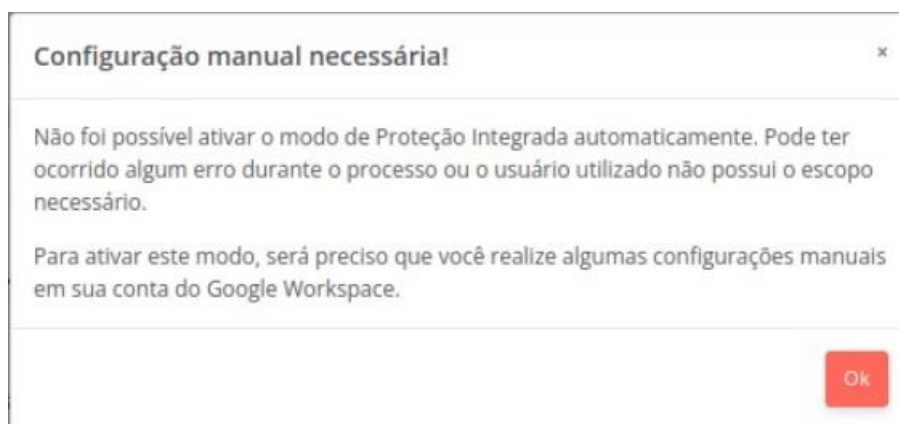 Configuração manual necessária!
×
Não foi possível ativar o modo de Proteção Integrada automaticamente. Pode ter
ocorrido algum erro durante o processo ou o usuário utilizado não possui o escopo
necessário.
Para ativar este modo, será preciso que você realize algumas configurações manuais
em sua conta do Google Workspace.
Ok